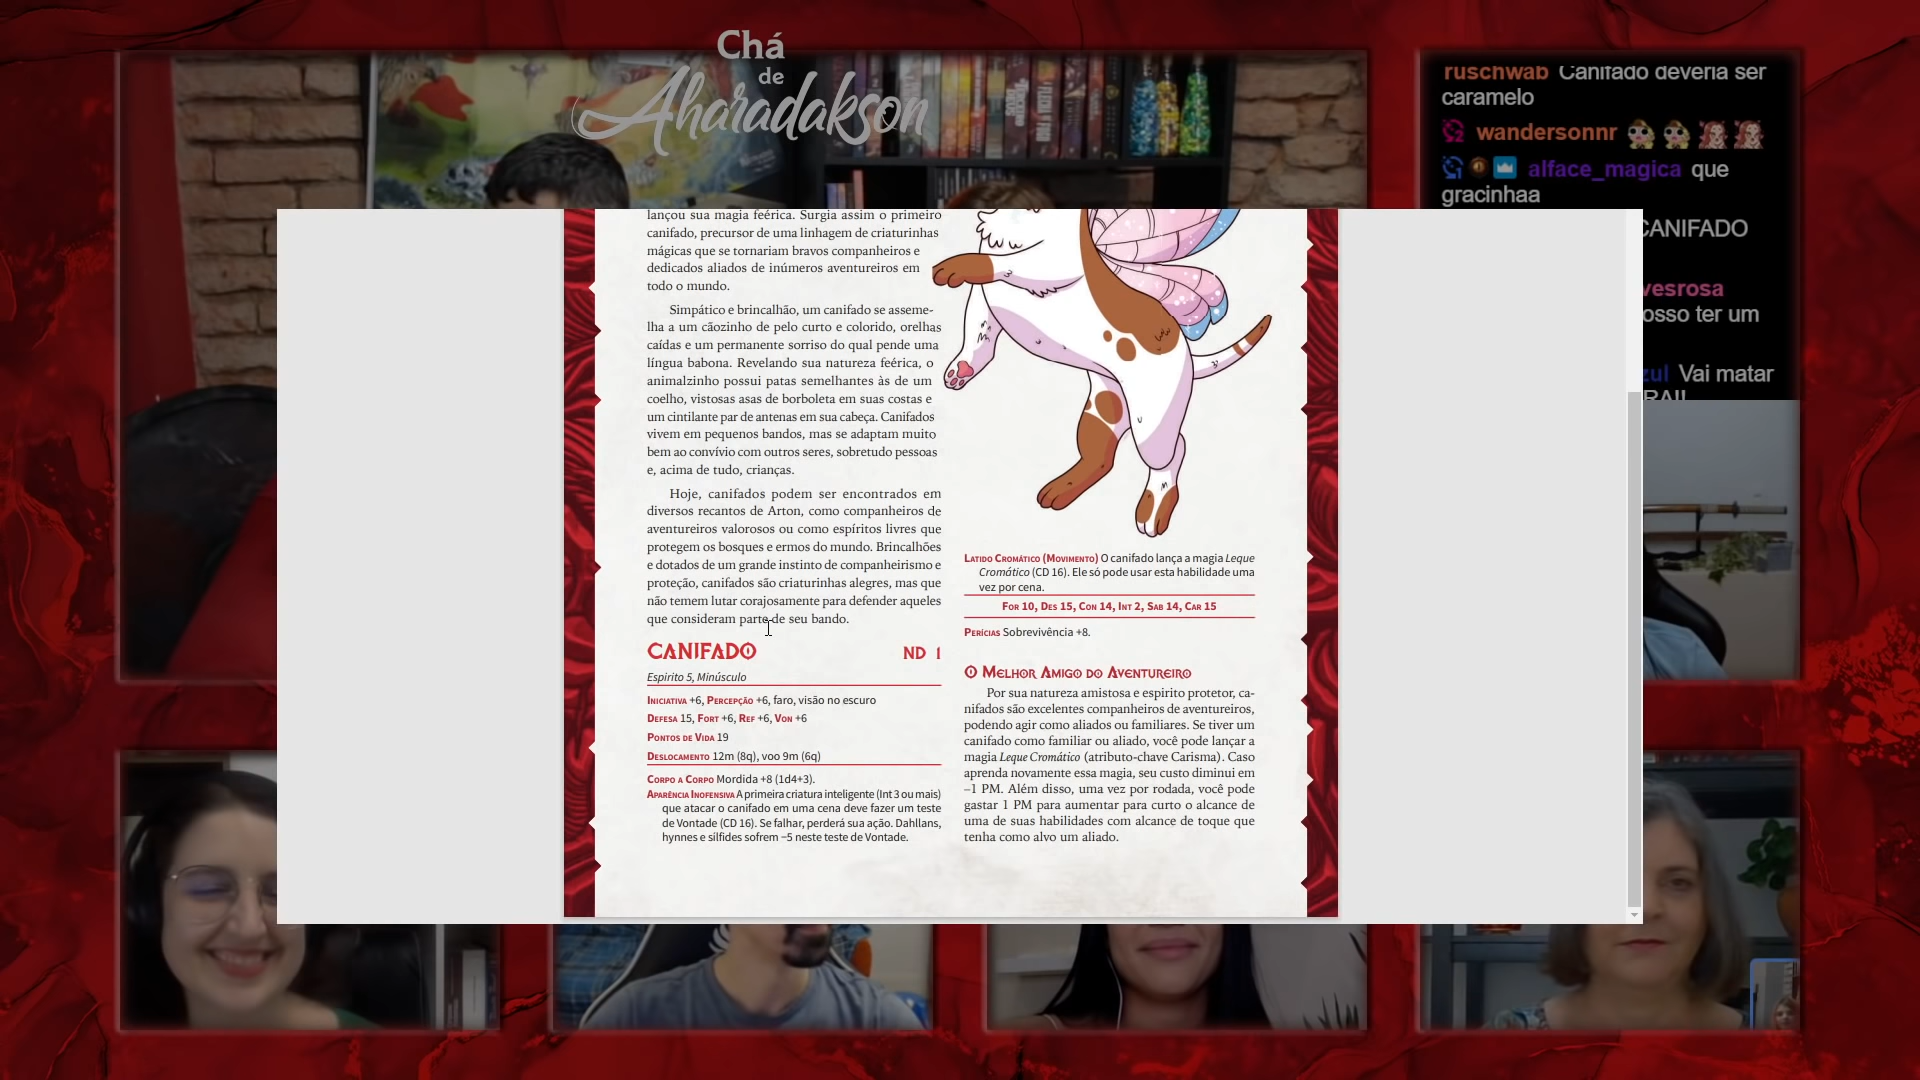 Chá
de
Aharadakson
ruschwab Canifado deveria ser
caramelo
wandersonnr
alface_magica que
gracinhaa
CANIFADO
vesrosa
osso ter um
zul Vai matar
lançou sua magia feérica. Surgia assim o primeiro
canifado, precursor de uma linhagem de criaturinhas
mágicas que se tornariam bravos companheiros e
dedicados aliados de inúmeros aventureiros em
todo o mundo.
Simpático e brincalhão, um canifado se asseme-
lha a um cãozinho de pelo curto e colorido, orelhas
caídas e um permanente sorriso do qual pende uma
língua babona. Revelando sua natureza feérica, o
animalzinho possui patas semelhantes às de um
coelho, vistosas asas de borboleta em suas costas e
um cintilante par de antenas em sua cabeça. Canifados
vivem em pequenos bandos, mas se adaptam muito
bem ao convívio com outros seres, sobretudo pessoas
e, acima de tudo, crianças.
Hoje, canifados podem ser encontrados em
diversos recantos de Arton, como companheiros de
aventureiros valorosos ou como espíritos livres que
protegem os bosques e ermos do mundo. Brincalhões
e dotados de um grande instinto de companheirismo e
proteção, canifados são criaturinhas alegres, mas que
não temem lutar corajosamente para defender aqueles
que consideram parte de seu bando.
CANIFADO ND 1
Espirito 5, Minúsculo
Iniciativa +6, Percepção +6, faro, visão no escuro
Defesa 15, Fort +6, Ref +6, Von +6
Pontos de Vida 19
Deslocamento 12m (8q), voo 9m (6q)
Corpo a Corpo Mordida +8 (1d4+3).
Aparência Inofensiva A primeira criatura inteligente (Int 3 ou mais)
que atacar o canifado em uma cena deve fazer um teste
de Vontade (CD 16). Se falhar, perderá sua ação. Dahllans,
hynnes e sílfides sofrem −5 neste teste de Vontade.
Latido Cromático (Movimento) O canifado lança a magia Leque
Cromático (CD 16). Ele só pode usar esta habilidade uma
vez por cena.
For 10, Des 15, Con 14, Int 2, Sab 14, Car 15
Perícias Sobrevivência +8.
O Melhor Amigo do Aventureiro
Por sua natureza amistosa e espirito protetor, ca-
nifados são excelentes companheiros de aventureiros,
podendo agir como aliados ou familiares. Se tiver um
canifado como familiar ou aliado, você pode lançar a
magia Leque Cromático (atributo-chave Carisma). Caso
aprenda novamente essa magia, seu custo diminui em
–1 PM. Além disso, uma vez por rodada, você pode
gastar 1 PM para aumentar para curto o alcance de
uma de suas habilidades com alcance de toque que
tenha como alvo um aliado.